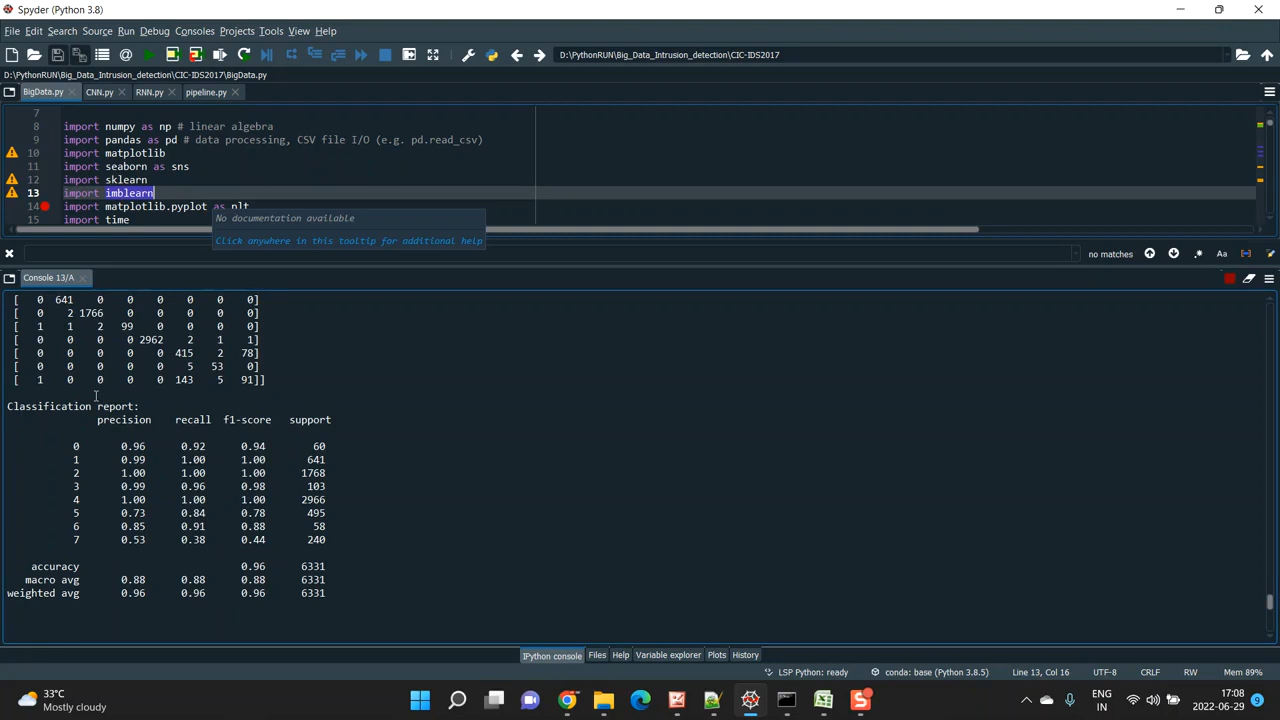 Spyder (Python 3.8)
File Edit Search Source Run Debug Consoles Projects Tools View Help
D:\PythonRUN\Big_Data_Intrusion_detection\CIC-IDS2017
D:\PythonRUN\Big_Data_Intrusion_detection\CIC-IDS2017\BigData.py
BigData.py CNN.py RNN.py pipeline.py
7
8 import numpy as np # linear algebra
9 import pandas as pd # data processing, CSV file I/O (e.g. pd.read_csv)
10 import matplotlib
11 import seaborn as sns
12 import sklearn
13 import imblearn
14 import matplotlib.pyplot as plt
15 import time
No documentation available
Click anywhere in this tooltip for additional help
no matches .* Aa
Console 13/A
[ 0 641 0 0 0 0 0 0]
[ 0 2 1766 0 0 0 0 0]
[ 1 1 2 99 0 0 0 0]
[ 0 0 0 0 2962 2 1 1]
[ 0 0 0 0 0 415 2 78]
[ 0 0 0 0 0 5 53 0]
[ 1 0 0 0 0 143 5 91]]
Classification report:
precision recall f1-score support
0 0.96 0.92 0.94 60
1 0.99 1.00 1.00 641
2 1.00 1.00 1.00 1768
3 0.99 0.96 0.98 103
4 1.00 1.00 1.00 2966
5 0.73 0.84 0.78 495
6 0.85 0.91 0.88 58
7 0.53 0.38 0.44 240
accuracy 0.96 6331
macro avg 0.88 0.88 0.88 6331
weighted avg 0.96 0.96 0.96 6331
IPython console Files Help Variable explorer Plots History
LSP Python: ready conda: base (Python 3.8.5) Line 13, Col 16 UTF-8 CRLF RW Mem 89%
33°C
Mostly cloudy
ENG
IN
17:08
2022-06-29
9